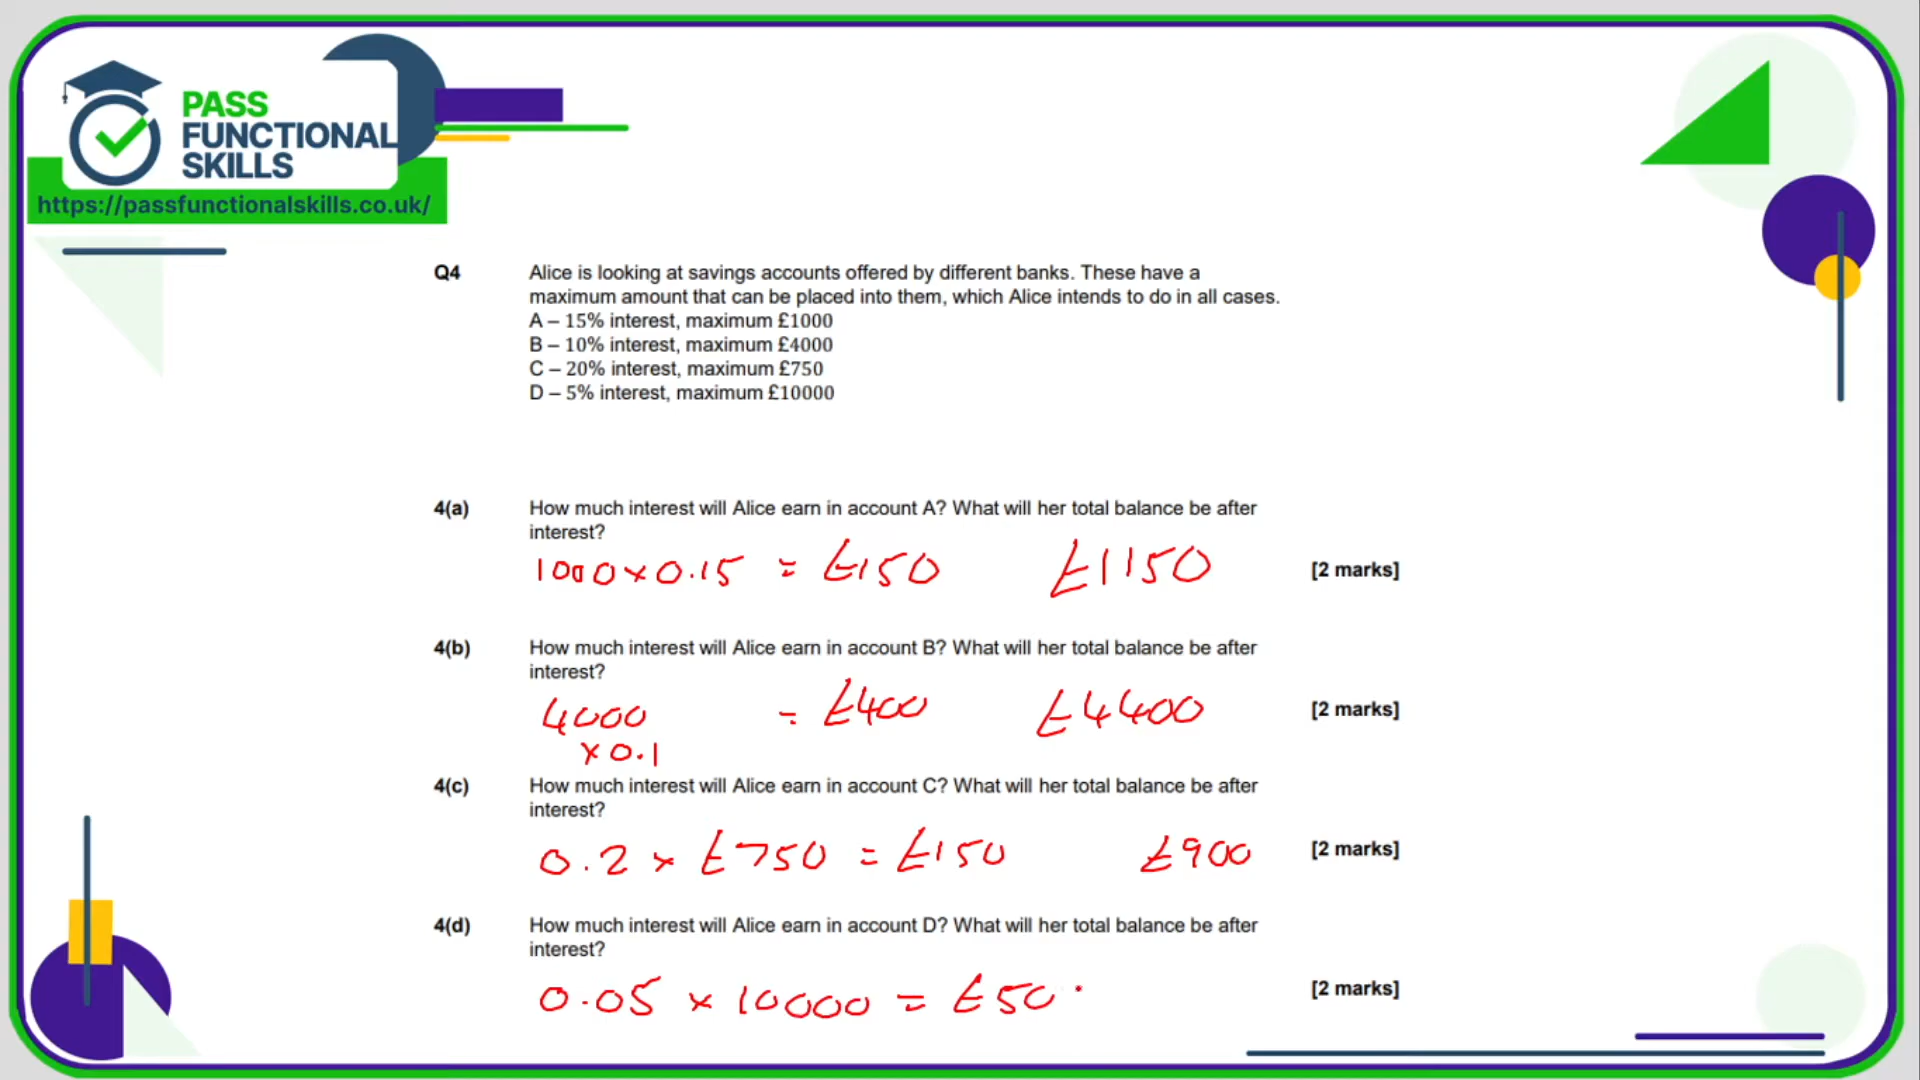 PASS
FUNCTIONAL
SKILLS
https://passfunctionalskills.co.uk/
Q4 Alice is looking at savings accounts offered by different banks. These have a
maximum amount that can be placed into them, which Alice intends to do in all cases.
A – 15% interest, maximum £1000
B – 10% interest, maximum £4000
C – 20% interest, maximum £750
D – 5% interest, maximum £10000
4(a) How much interest will Alice earn in account A? What will her total balance be after
interest?
1000 × 0.15 = £150 £1150 [2 marks]
4(b) How much interest will Alice earn in account B? What will her total balance be after
interest?
4000 = £400 £4400 [2 marks]
× 0.1
4(c) How much interest will Alice earn in account C? What will her total balance be after
interest?
0.2 × £750 = £150 £900 [2 marks]
4(d) How much interest will Alice earn in account D? What will her total balance be after
interest?
0.05 × 10000 = £50 [2 marks]